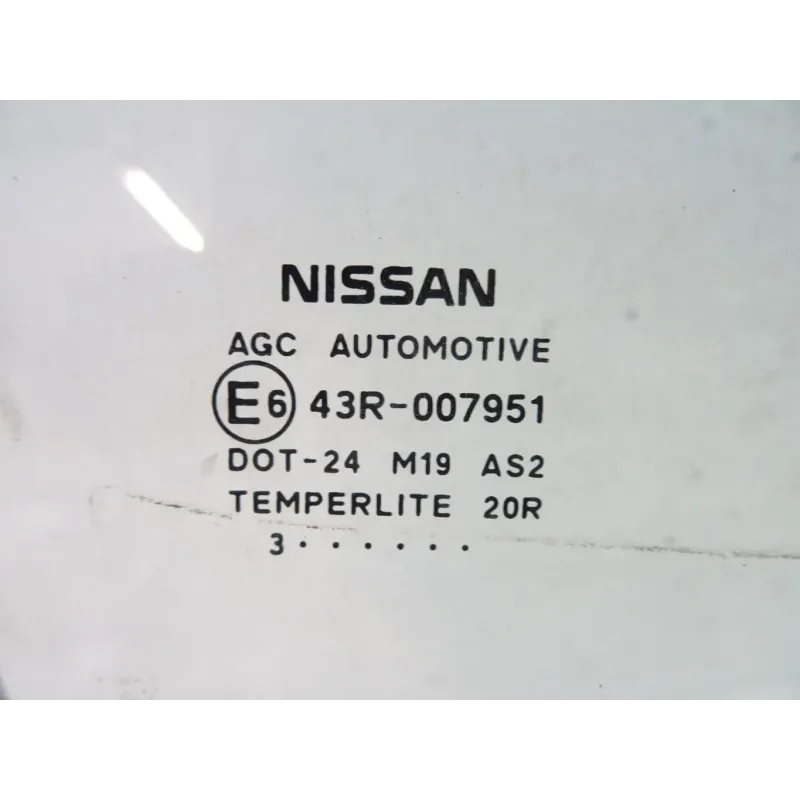 NISSAN
AGC AUTOMOTIVE
E6 43R-007951
DOT-24 M19 AS2
TEMPERLITE 20R
3 · · · · · ·